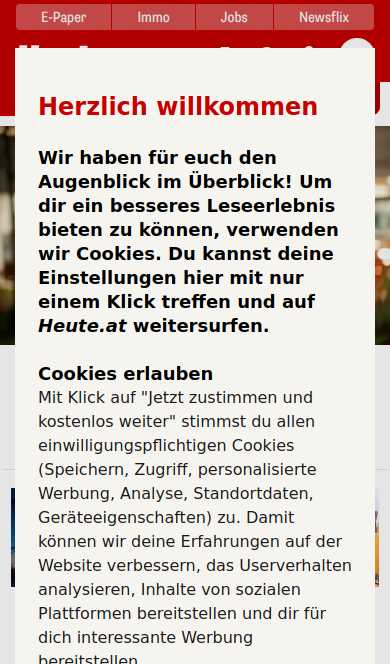 E-Paper Immo Jobs Newsflix
Herzlich willkommen
Wir haben für euch den
Augenblick im Überblick! Um
dir ein besseres Leseerlebnis
bieten zu können, verwenden
wir Cookies. Du kannst deine
Einstellungen hier mit nur
einem Klick treffen und auf
Heute.at weitersurfen.
Cookies erlauben
Mit Klick auf "Jetzt zustimmen und
kostenlos weiter" stimmst du allen
einwilligungspflichtigen Cookies
(Speichern, Zugriff, personalisierte
Werbung, Analyse, Standortdaten,
Geräteeigenschaften) zu. Damit
können wir deine Erfahrungen auf der
Website verbessern, das Userverhalten
analysieren, Inhalte von sozialen
Plattformen bereitstellen und dir für
dich interessante Werbung
bereitstellen